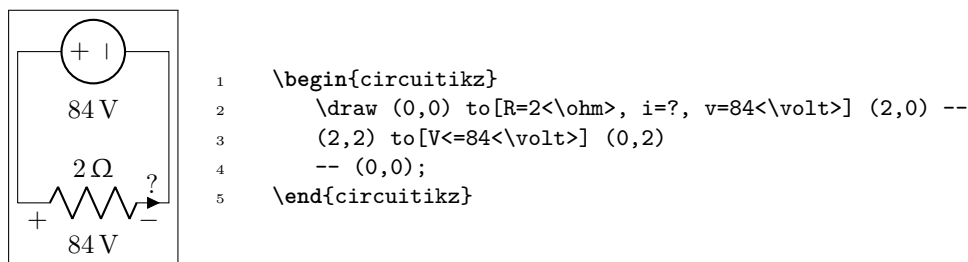 + −
84 V
2 Ω
?
+ −
84 V
1 \begin{circuitikz}
2 \draw (0,0) to[R=2<\ohm>, i=?, v=84<\volt>] (2,0) --
3 (2,2) to[V<=84<\volt>] (0,2)
4 -- (0,0);
5 \end{circuitikz}